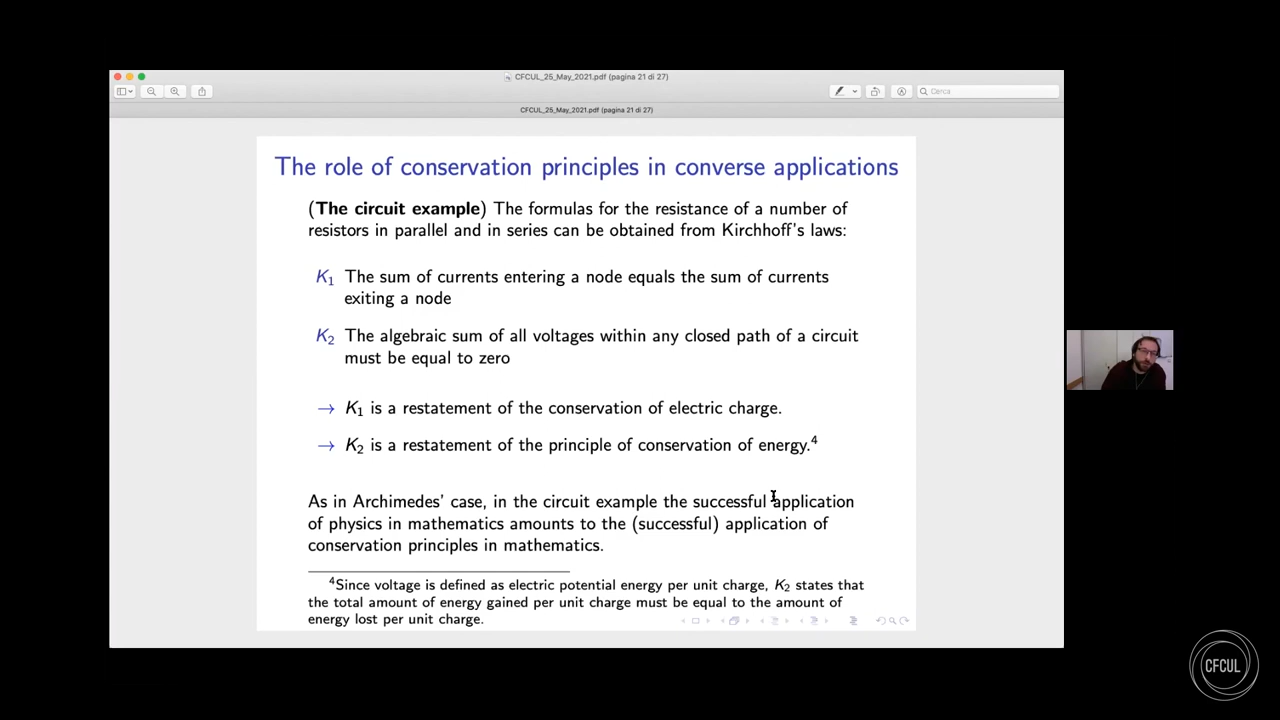 CFCUL_25_May_2021.pdf (pagina 21 di 27)
Cerca
CFCUL_25_May_2021.pdf (pagina 21 di 27)
The role of conservation principles in converse applications
(The circuit example) The formulas for the resistance of a number of
resistors in parallel and in series can be obtained from Kirchhoff's laws:
K₁ The sum of currents entering a node equals the sum of currents
exiting a node
K₂ The algebraic sum of all voltages within any closed path of a circuit
must be equal to zero
→ K₁ is a restatement of the conservation of electric charge.
→ K₂ is a restatement of the principle of conservation of energy.⁴
As in Archimedes' case, in the circuit example the successful application
of physics in mathematics amounts to the (successful) application of
conservation principles in mathematics.
⁴Since voltage is defined as electric potential energy per unit charge, K₂ states that
the total amount of energy gained per unit charge must be equal to the amount of
energy lost per unit charge.
CFCUL